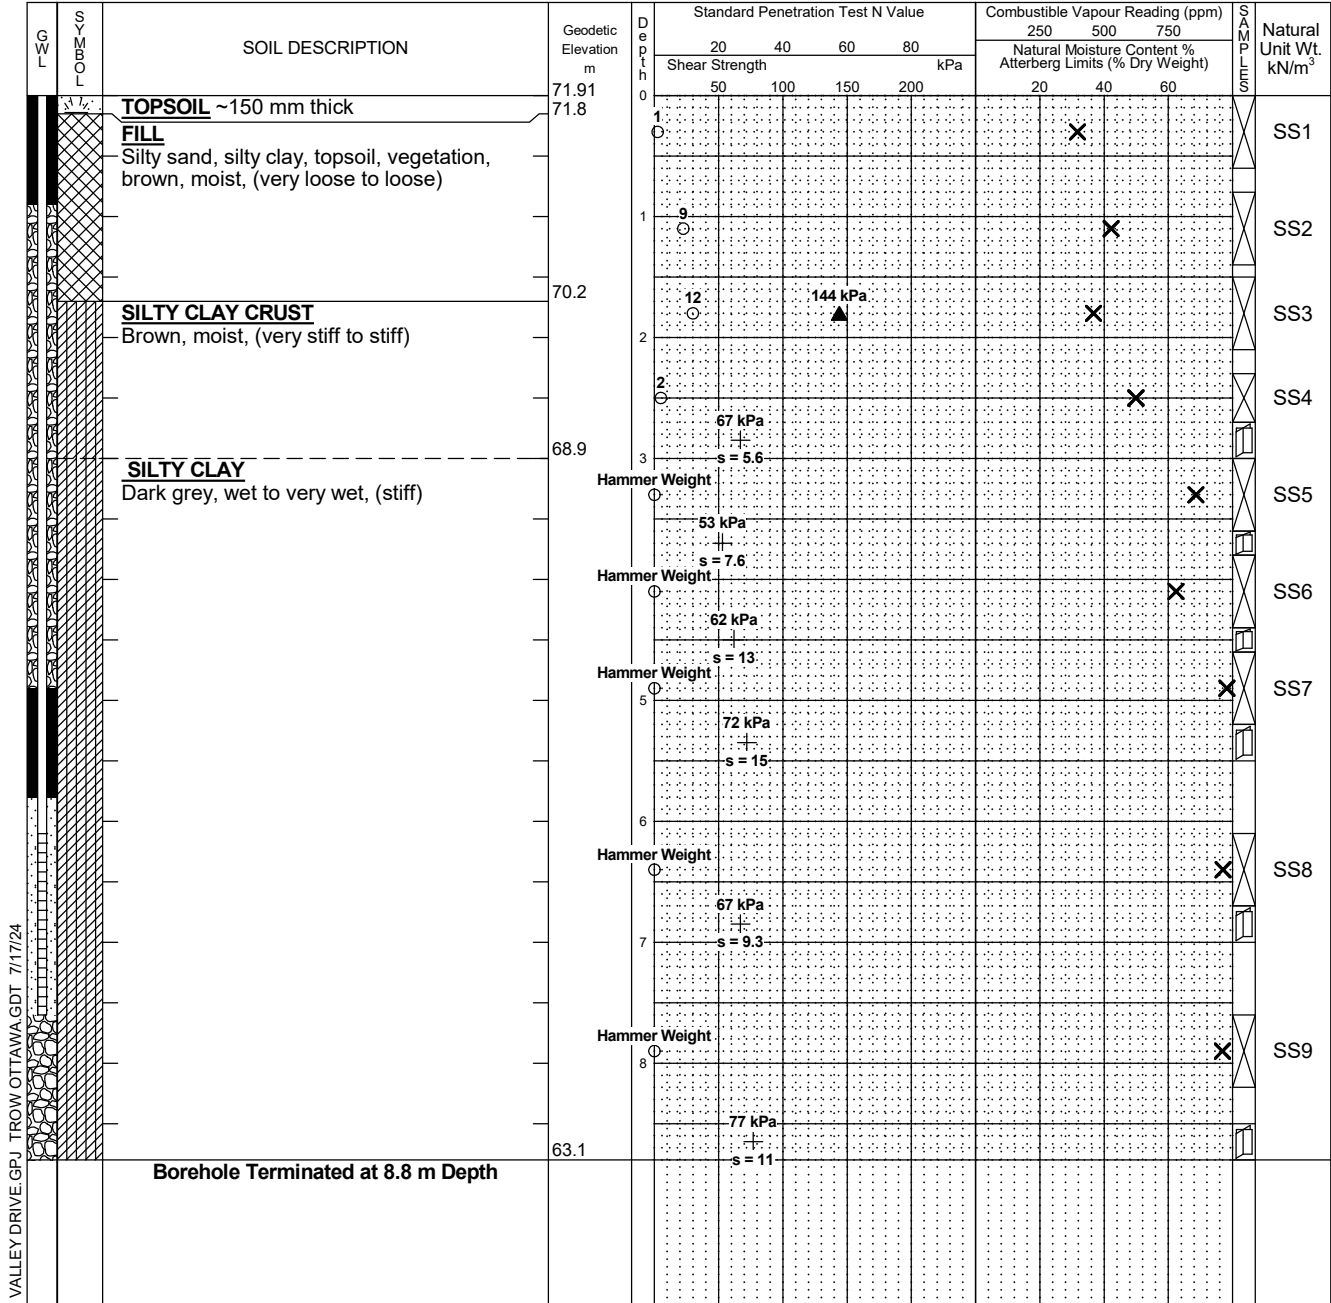 GWL
SYMBOL
SOIL DESCRIPTION
Geodetic
Elevation
m
Depth
Standard Penetration Test N Value
20 40 60 80
Shear Strength kPa
50 100 150 200
Combustible Vapour Reading (ppm)
250 500 750
Natural Moisture Content %
Atterberg Limits (% Dry Weight)
20 40 60
SAMPLES
Natural
Unit Wt.
kN/m³
71.91
0
TOPSOIL ~150 mm thick
71.8
FILL
Silty sand, silty clay, topsoil, vegetation,
brown, moist, (very loose to loose)
1
SS1
9
1
SS2
70.2
SILTY CLAY CRUST
Brown, moist, (very stiff to stiff)
12
144 kPa
SS3
2
2
SS4
67 kPa
s = 5.6
68.9
3
SILTY CLAY
Dark grey, wet to very wet, (stiff)
Hammer Weight
SS5
53 kPa
s = 7.6
Hammer Weight
SS6
62 kPa
s = 13
Hammer Weight
SS7
5
72 kPa
s = 15
6
Hammer Weight
SS8
67 kPa
s = 9.3
7
Hammer Weight
SS9
8
77 kPa
s = 11
63.1
Borehole Terminated at 8.8 m Depth
VALLEY DRIVE.GPJ TROW OTTAWA.GDT 7/17/24